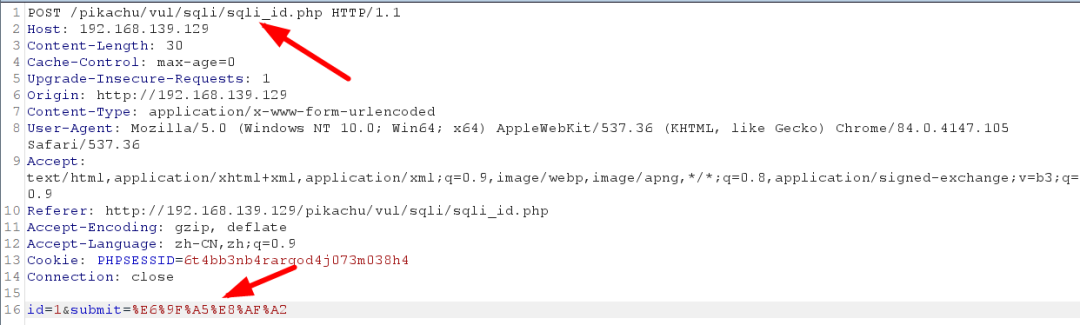 1 POST /pikachu/vul/sqli/sqli_id.php HTTP/1.1
2 Host: 192.168.139.129
3 Content-Length: 30
4 Cache-Control: max-age=0
5 Upgrade-Insecure-Requests: 1
6 Origin: http://192.168.139.129
7 Content-Type: application/x-www-form-urlencoded
8 User-Agent: Mozilla/5.0 (Windows NT 10.0; Win64; x64) AppleWebKit/537.36 (KHTML, like Gecko) Chrome/84.0.4147.105
Safari/537.36
9 Accept:
text/html,application/xhtml+xml,application/xml;q=0.9,image/webp,image/apng,*/*;q=0.8,application/signed-exchange;v=b3;q=
0.9
10 Referer: http://192.168.139.129/pikachu/vul/sqli/sqli_id.php
11 Accept-Encoding: gzip, deflate
12 Accept-Language: zh-CN,zh;q=0.9
13 Cookie: PHPSESSID=6t4bb3nb4rarqod4j073m038h4
14 Connection: close
15
16 id=1&submit=%E6%9F%A5%E8%AF%A2